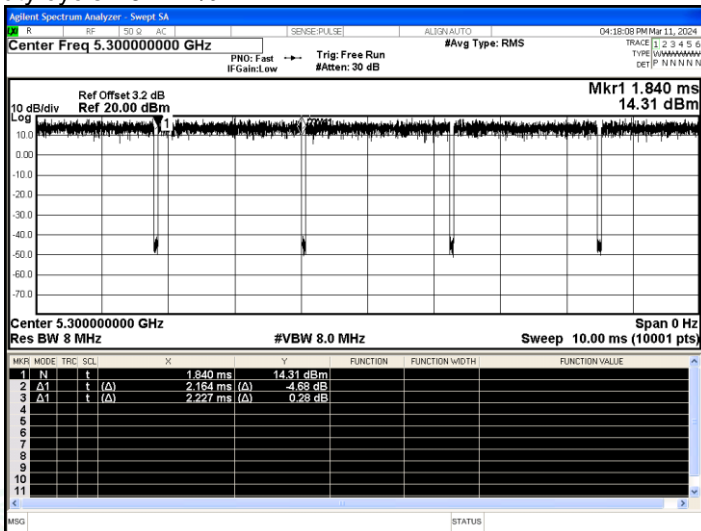 Agilent Spectrum Analyzer - Swept SA
R RF 50 Ω AC SENSE:PULSE ALIGN AUTO 04:18:08 PM Mar 11, 2024
Center Freq 5.300000000 GHz #Avg Type: RMS TRACE 1 2 3 4 5 6
PNO: Fast Trig: Free Run TYPE
IFGain:Low #Atten: 30 dB DET P N N N N N
Mkr1 1.840 ms
14.31 dBm
Ref Offset 3.2 dB
10 dB/div Ref 20.00 dBm
Log
1
10.0
0.00
-10.0
-20.0
-30.0
-40.0
-50.0
-60.0
-70.0
Center 5.300000000 GHz Span 0 Hz
Res BW 8 MHz #VBW 8.0 MHz Sweep 10.00 ms (10001 pts)
MKR MODE TRC SCL X Y FUNCTION FUNCTION WIDTH FUNCTION VALUE
1 N t 1.840 ms 14.31 dBm
2 Δ1 t (Δ) 2.164 ms (Δ) -4.68 dB
3 Δ1 t (Δ) 2.227 ms (Δ) 0.28 dB
4
5
6
7
8
9
10
11
MSG STATUS